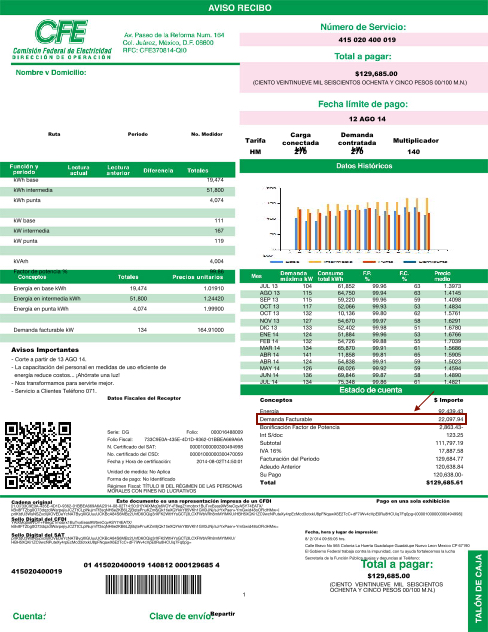 AVISO RECIBO
CFE
Comisión Federal de Electricidad
DIRECCIÓN DE OPERACIÓN
Av. Paseo de la Reforma Num. 164
Col. Juárez, México, D.F. 06600
RFC: CFE370814-QI0
Nombre y Domicilio:
Número de Servicio:
415 020 400 019
Total a pagar:
$129,685.00
(CIENTO VEINTINUEVE MIL SEISCIENTOS OCHENTA Y CINCO PESOS 00/100 M.N.)
Fecha límite de pago:
12 AGO 14
Ruta Periodo No. Medidor
Tarifa Carga conectada kW Demanda contratada kW Multiplicador
HM 270 270 140
Función y periodo Lectura actual Lectura anterior Diferencia Totales
kWh base 19,474
kWh intermedia 51,800
kWh punta 4,074
kW base 111
kW intermedia 167
kW punta 119
kVArh 4,004
Factor de potencia %
Conceptos Totales Precios unitarios
Energía en base kWh 19,474 1.01910
Energía en intermedia kWh 51,800 1.24420
Energía en punta kWh 4,074 1.99900
Demanda facturable kW 134 164.91000
Datos Históricos
Mes Demanda máxima kW Consumo total kWh F.P. % F.C. % Precio medio
JUL 13 104 61,852 99.96 63 1.3973
AGO 13 115 64,750 99.94 63 1.4145
SEP 13 115 59,220 99.96 59 1.4098
OCT 13 117 52,066 99.93 53 1.4834
OCT 13 132 10,136 99.80 62 1.5761
NOV 13 127 54,670 99.97 58 1.6291
DIC 13 133 52,402 99.98 51 1.6780
ENE 14 124 51,884 99.96 53 1.6766
FEB 14 132 54,726 99.88 55 1.7039
MAR 14 134 65,870 99.91 61 1.5686
ABR 14 141 11,858 99.81 65 1.5905
ABR 14 124 54,838 99.91 59 1.5023
MAY 14 126 68,026 99.92 59 1.4594
JUN 14 136 69,846 99.87 58 1.4890
JUL 14 134 75,348 99.86 61 1.4821
Avisos Importantes
- Corte a partir de 13 AGO 14.
- La capacitación del personal en medidas de uso eficiente de
energía reduce costos... ¡Ahórrate una luz!
- Nos transformamos para servirte mejor.
- Servicio a Clientes Teléfono 071.
Datos Fiscales del Receptor
Serie: DG Folio: 000016488009
Folio Fiscal: 733C9E0A-435E-4D1D-8362-01BBEA669A6A
No. Certificado del SAT: 00001000000300494998
No. Certificado del CSD: 00001000000300470059
Fecha y Hora de certificación: 2014-08-02T14:50:01
Unidad de medida: No Aplica
Forma de pago: No identificado
Régimen Fiscal: TÍTULO III DEL RÉGIMEN DE LAS PERSONAS
MORALES CON FINES NO LUCRATIVOS
Estado de cuenta
Conceptos $ Importe
Energía 92,439.43
Demanda Facturable 22,097.94
Bonificación Factor de Potencia 2,863.43-
Int S/doc 123.25
Subtotal 111,797.19
IVA 16% 17,887.58
Facturación del Período 129,684.77
Adeudo Anterior 120,638.84
Su Pago 120,638.00-
Total $129,685.61
Cadena original
Este documento es una representación impresa de un CFDI
Pago en una sola exhibición
Sello Digital del CFDI
Sello Digital del SAT
Fecha, hora y lugar de impresión:
Total a pagar:
$129,685.00
(CIENTO VEINTINUEVE MIL SEISCIENTOS
OCHENTA Y CINCO PESOS 00/100 M.N.)
415020400019
01 415020400019 140812 000129685 4
1
Cuenta:
Clave de envío:
Repartir
TALÓN DE CAJA